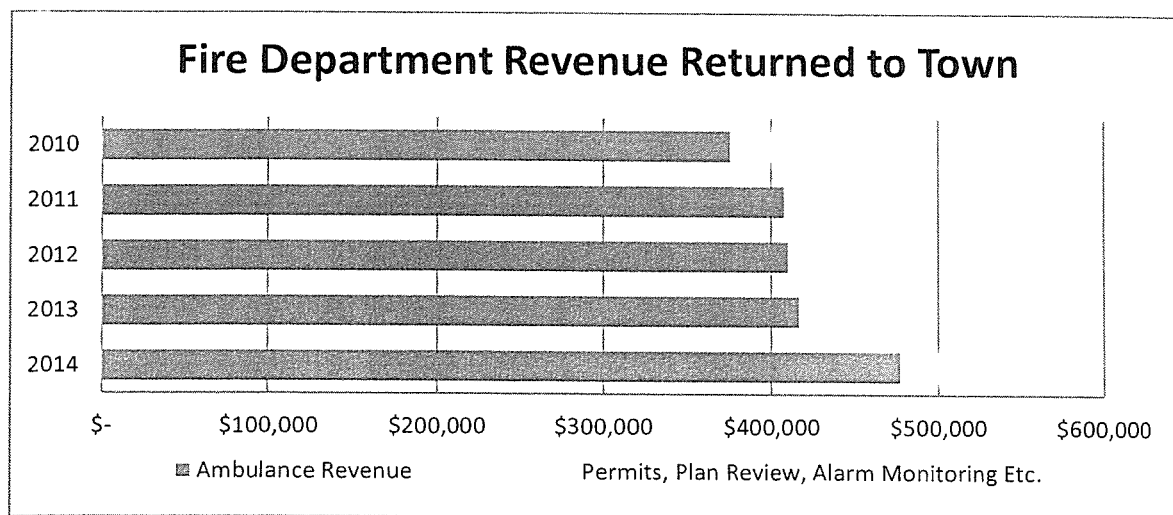 Fire Department Revenue Returned to Town
2010
2011
2012
2013
2014
$- $100,000 $200,000 $300,000 $400,000 $500,000 $600,000
Ambulance Revenue Permits, Plan Review, Alarm Monitoring Etc.